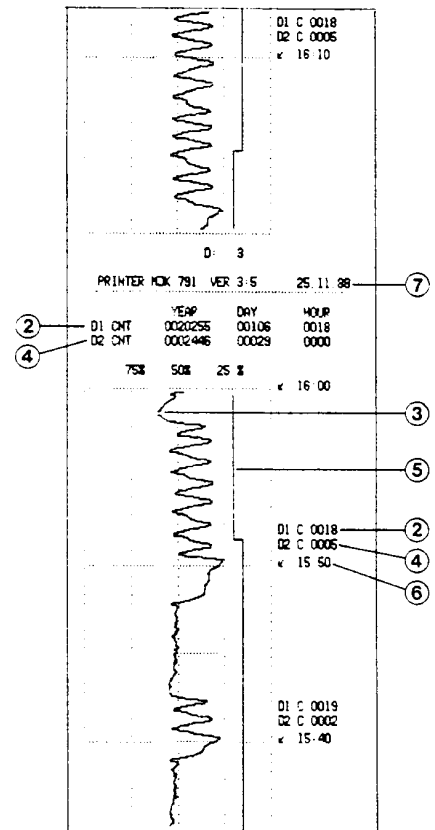 D1 C 0018
D2 C 0005
κ 16:10
D: 3
PRINTER MDK 791 VER 3:5 25.11.88 ⑦
YEAR DAY HOUR
② D1 CNT 0020255 00106 0018
④ D2 CNT 0002446 00029 0000
75% 50% 25 %
κ 16:00
③
⑤
D1 C 0018 ②
D2 C 0005 ④
κ 15:50 ⑥
D1 C 0019
D2 C 0002
κ 15:40